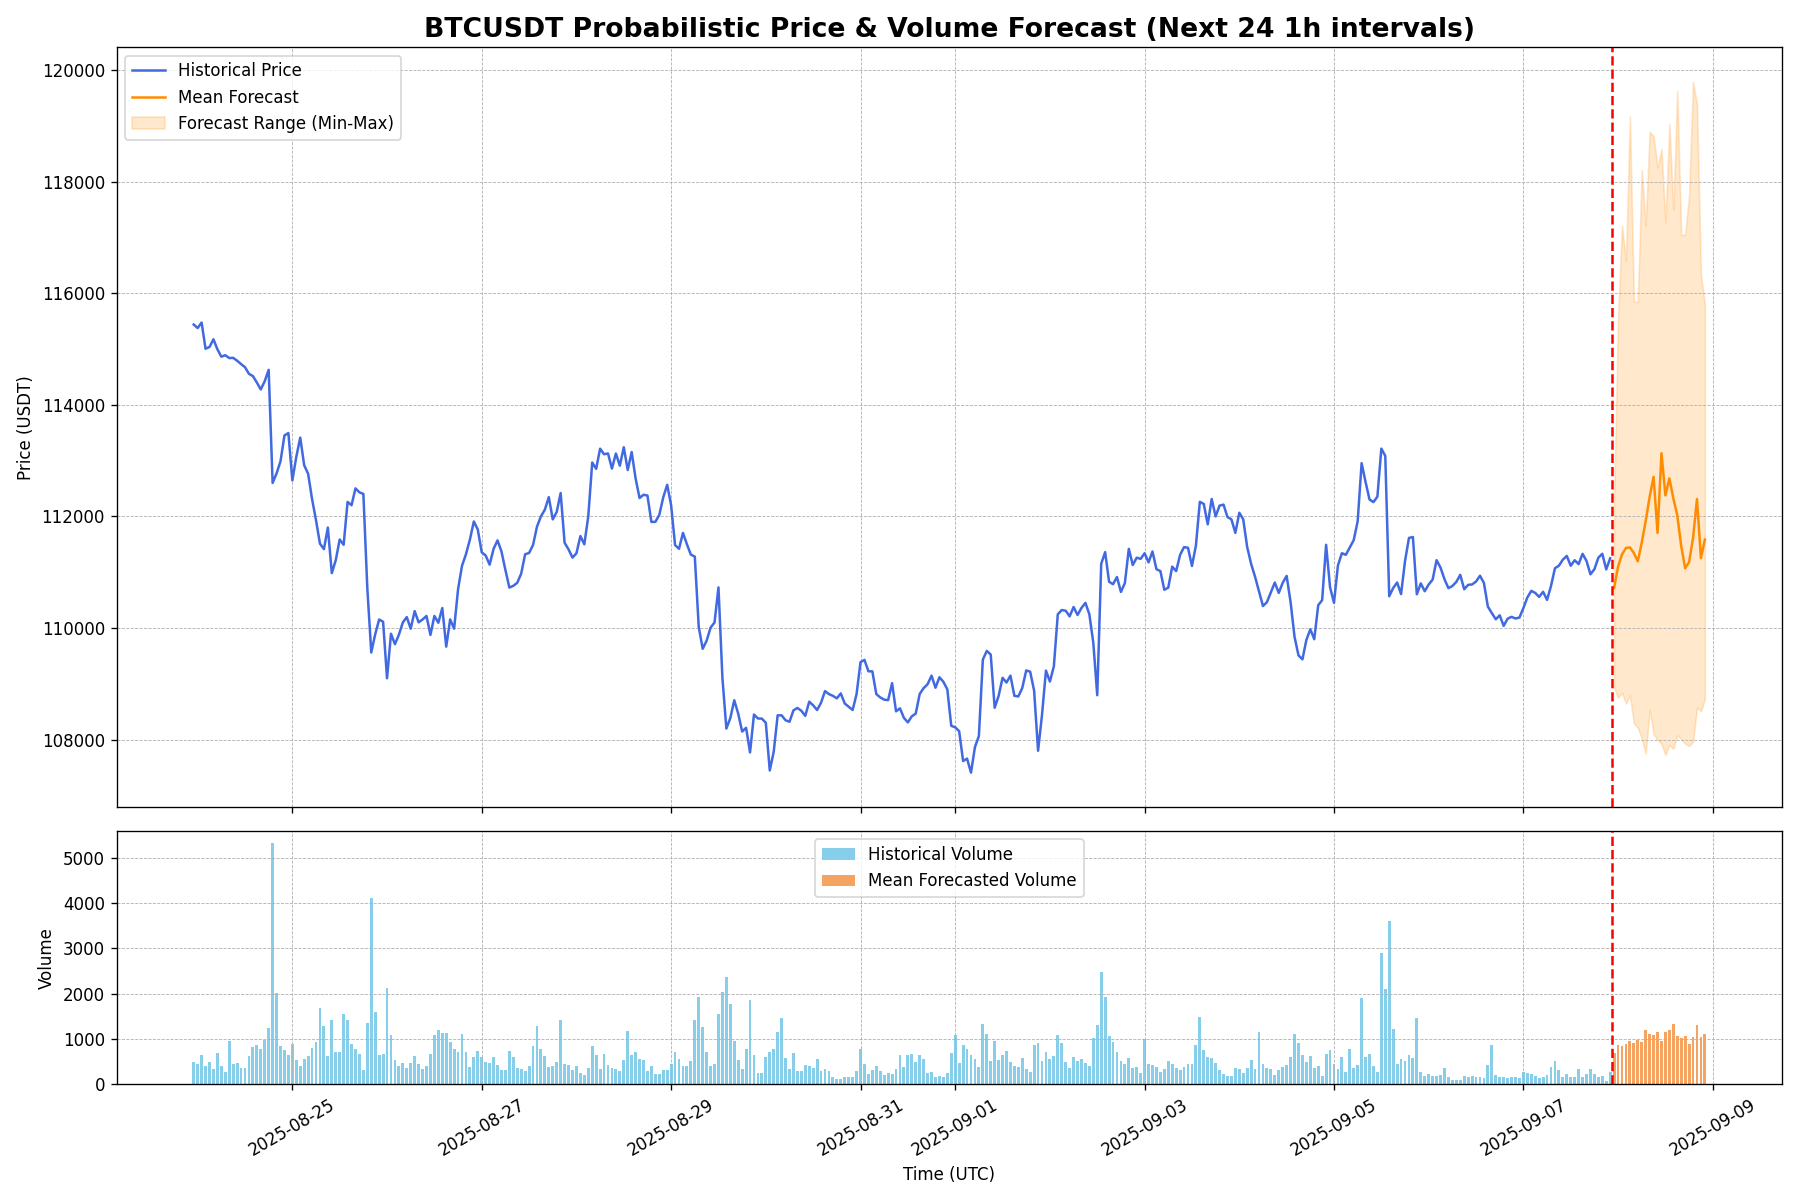 BTCUSDT Probabilistic Price & Volume Forecast (Next 24 1h intervals)
Historical Price
Mean Forecast
Forecast Range (Min-Max)
Price (USDT)
120000
118000
116000
114000
112000
110000
108000
Historical Volume
Mean Forecasted Volume
Volume
5000
4000
3000
2000
1000
0
2025-08-25
2025-08-27
2025-08-29
2025-08-31
2025-09-01
2025-09-03
2025-09-05
2025-09-07
2025-09-09
Time (UTC)